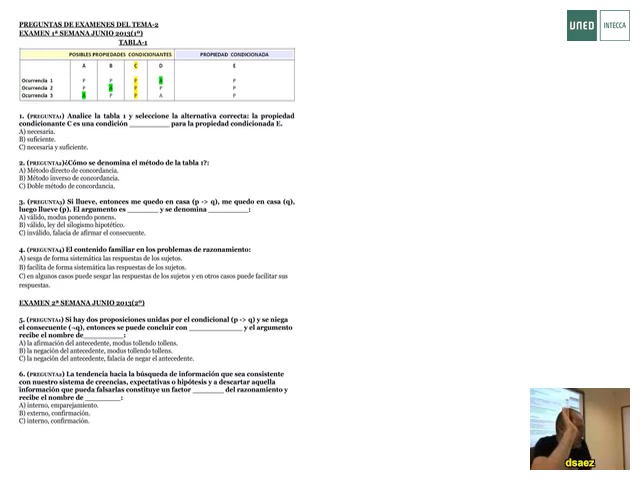 PREGUNTAS DE EXAMENES DEL TEMA-2
EXAMEN 1ª SEMANA JUNIO 2013(1º)
TABLA-1
POSIBLES PROPIEDADES CONDICIONANTES PROPIEDAD CONDICIONADA
A B C D E
Ocurrencia 1 P P P A P
Ocurrencia 2 P A P P P
Ocurrencia 3 A P P A P
1. (PREGUNTA1) Analice la tabla 1 y seleccione la alternativa correcta: la propiedad
condicionante C es una condición __________ para la propiedad condicionada E.
A) necesaria.
B) suficiente.
C) necesaria y suficiente.
2. (PREGUNTA2)¿Cómo se denomina el método de la tabla 1?:
A) Método directo de concordancia.
B) Método inverso de concordancia.
C) Doble método de concordancia.
3. (PREGUNTA3) Si llueve, entonces me quedo en casa (p -> q), me quedo en casa (q),
luego llueve (p). El argumento es ________ y se denomina __________:
A) válido, modus ponendo ponens.
B) válido, ley del silogismo hipotético.
C) inválido, falacia de afirmar el consecuente.
4. (PREGUNTA4) El contenido familiar en los problemas de razonamiento:
A) sesga de forma sistemática las respuestas de los sujetos.
B) facilita de forma sistemática las respuestas de los sujetos.
C) en algunos casos puede sesgar las respuestas de los sujetos y en otros casos puede facilitar sus
respuestas.
EXAMEN 2ª SEMANA JUNIO 2013(2º)
5. (PREGUNTA1) Si hay dos proposiciones unidas por el condicional (p -> q) y se niega
el consecuente (¬q), entonces se puede concluir con ______________ y el argumento
recibe el nombre de__________:
A) la afirmación del antecedente, modus tollendo tollens.
B) la negación del antecedente, modus tollendo tollens.
C) la negación del antecedente, falacia de negar el antecedente.
6. (PREGUNTA2) La tendencia hacia la búsqueda de información que sea consistente
con nuestro sistema de creencias, expectativas o hipótesis y a descartar aquella
información que pueda falsarlas constituye un factor ________ del razonamiento y
recibe el nombre de ________:
A) interno, emparejamiento.
B) externo, confirmación.
C) interno, confirmación.
UNED INTECCA
dsaez